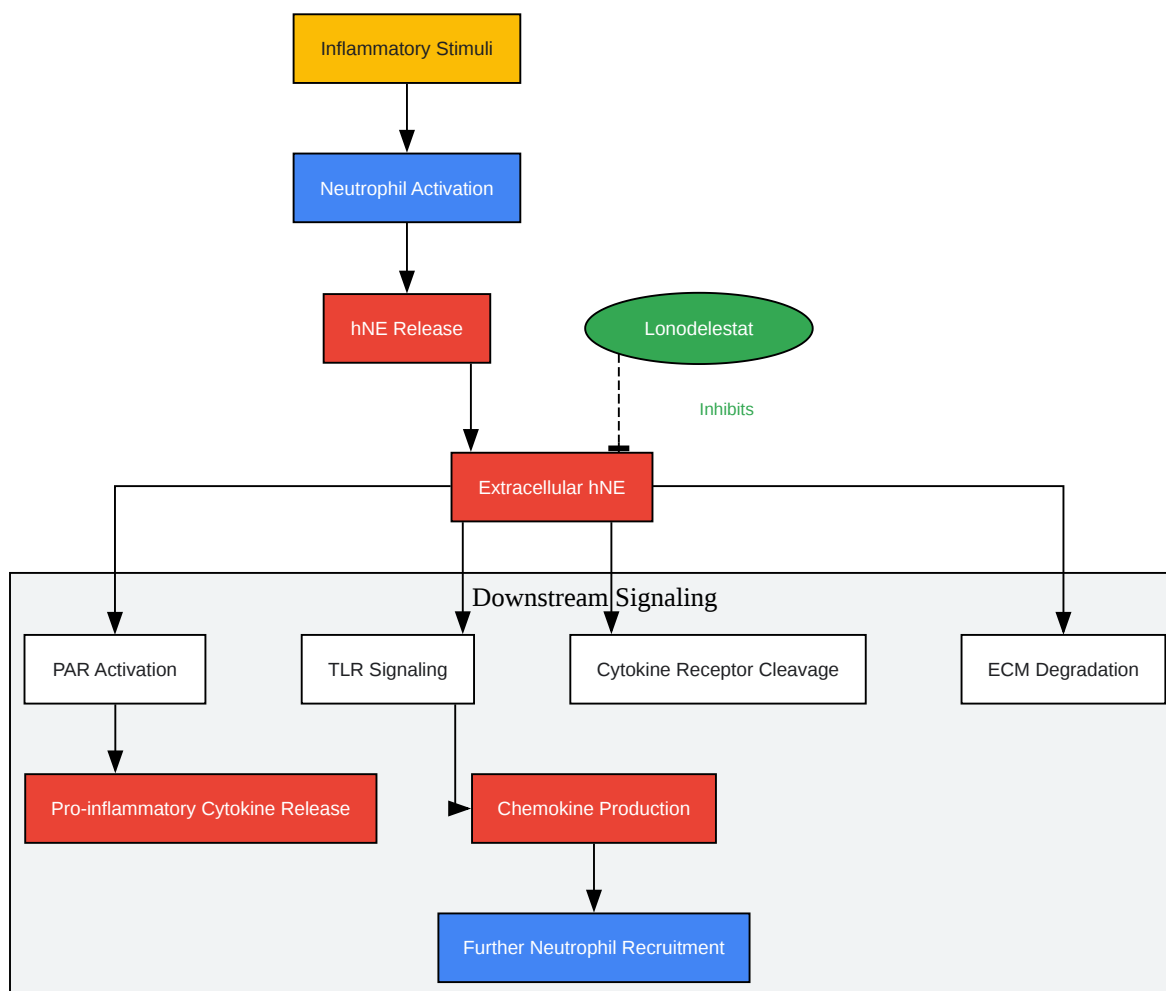 Inflammatory Stimuli
Neutrophil Activation
hNE Release
Lonodelestat
Inhibits
Extracellular hNE
Downstream Signaling
PAR Activation
TLR Signaling
Cytokine Receptor Cleavage
ECM Degradation
Pro-inflammatory Cytokine Release
Chemokine Production
Further Neutrophil Recruitment